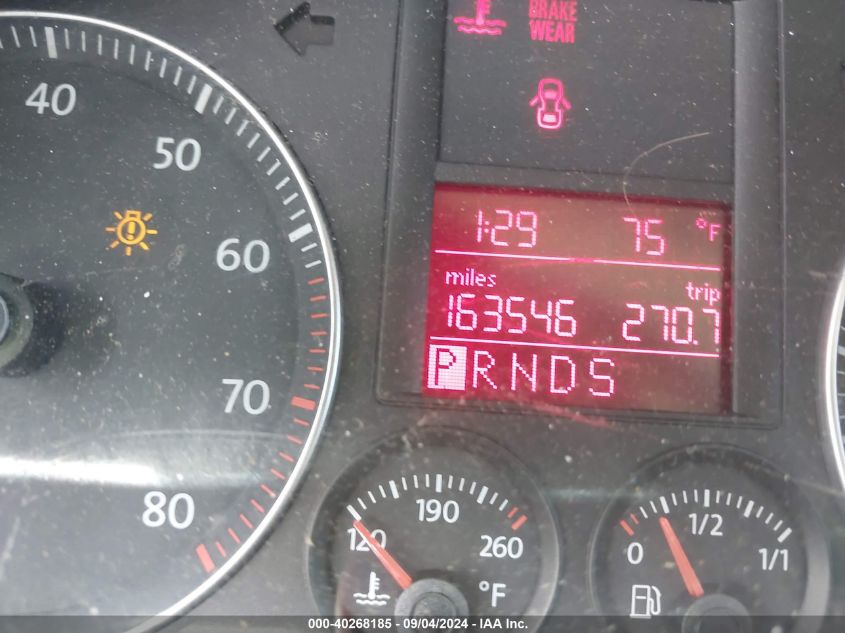 BRAKE
WEAR
40
50
60
70
80
1:29 75 °F
miles trip
163546 270.7
P R N D S
120 190 260
°F
0 1/2 1/1
000-40268185 - 09/04/2024 - IAA, Inc.